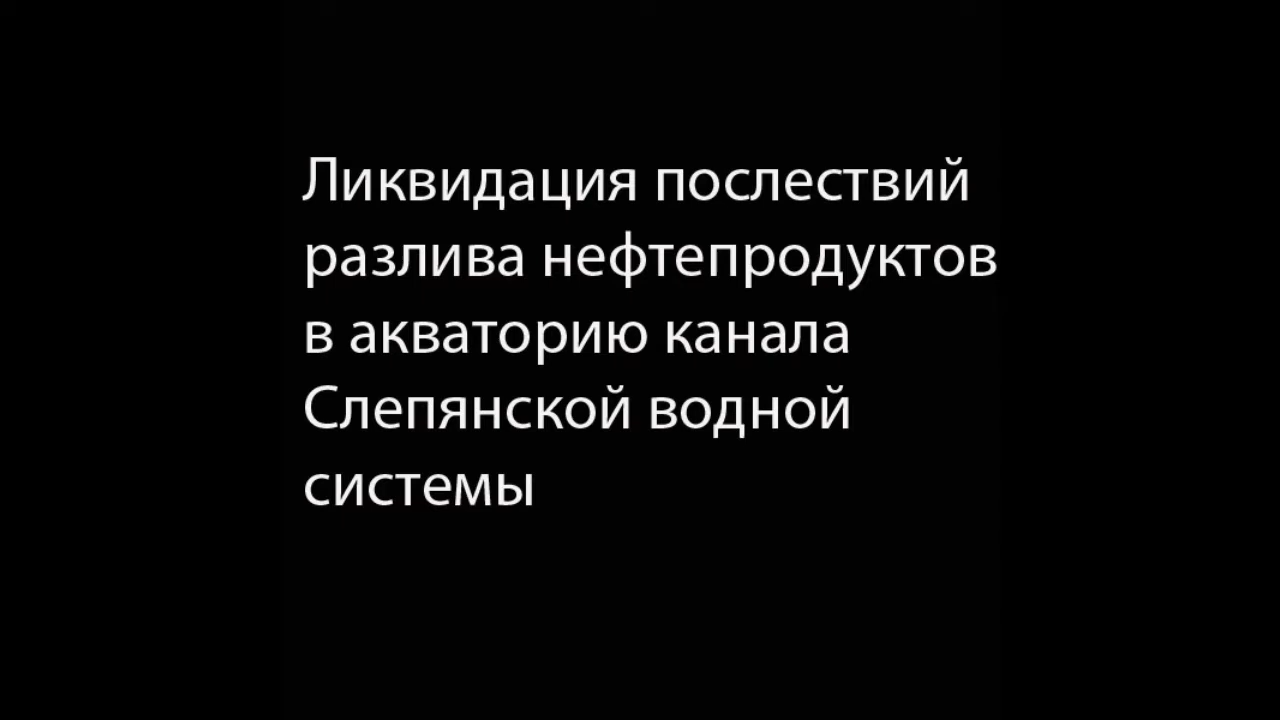 Ликвидация послествий
разлива нефтепродуктов
в акваторию канала
Слепянской водной
системы